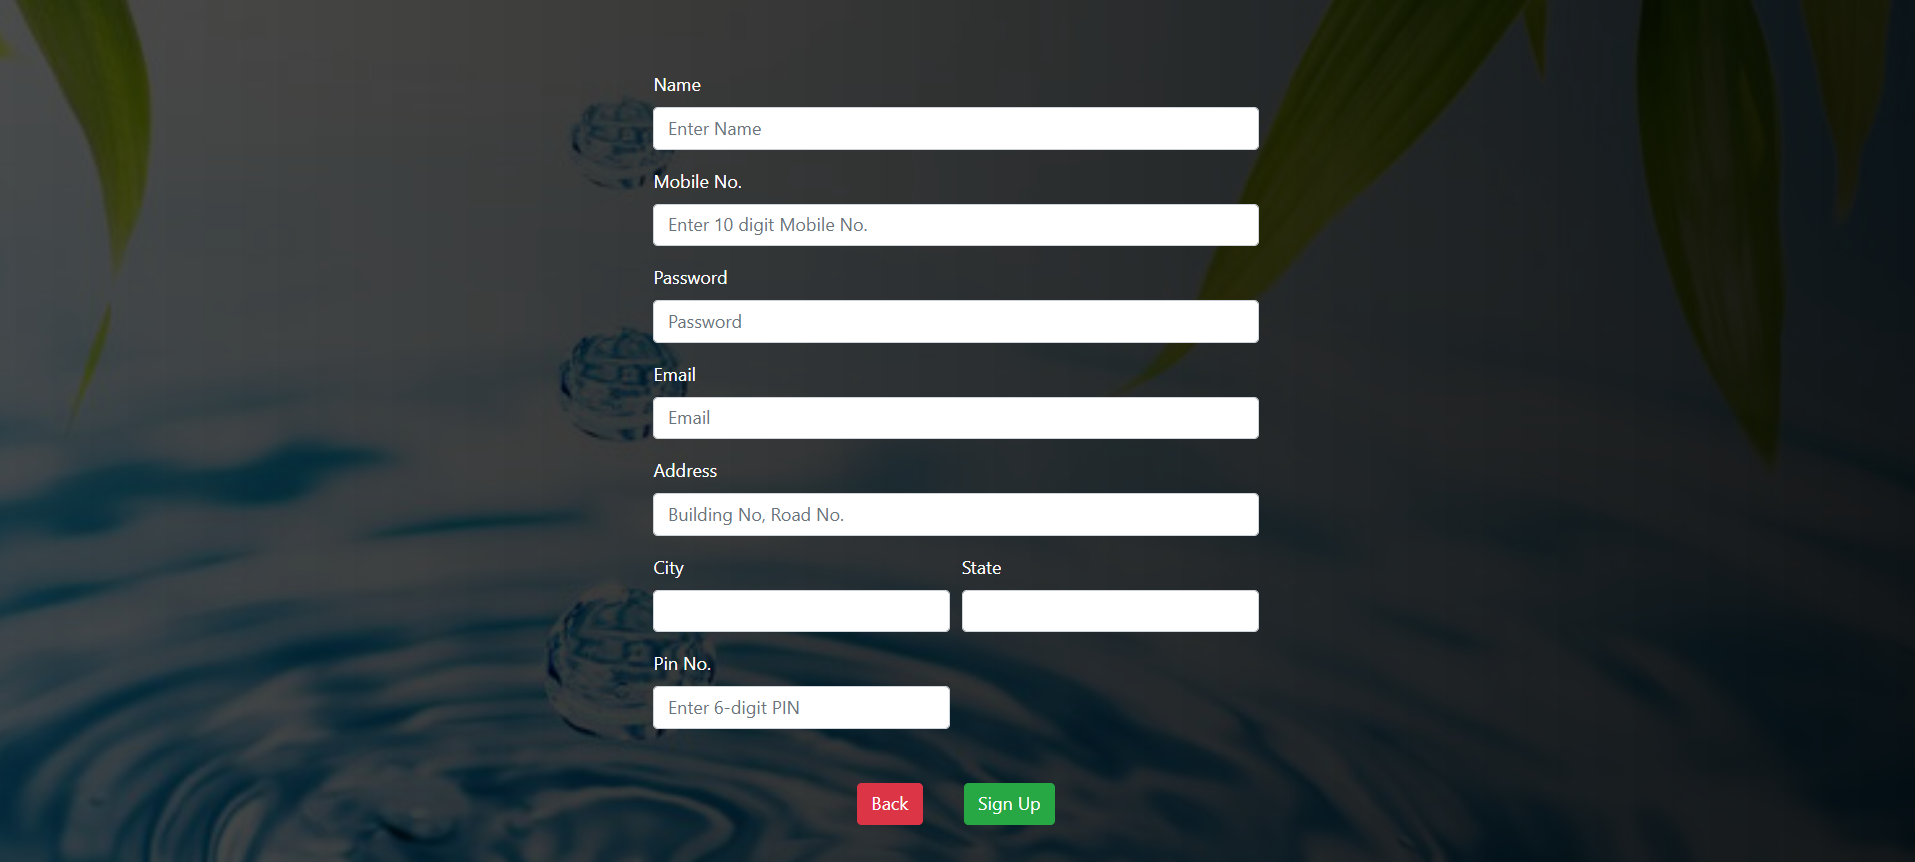 Name
Enter Name
Mobile No.
Enter 10 digit Mobile No.
Password
Password
Email
Email
Address
Building No, Road No.
City State
Pin No.
Enter 6-digit PIN
Back Sign Up